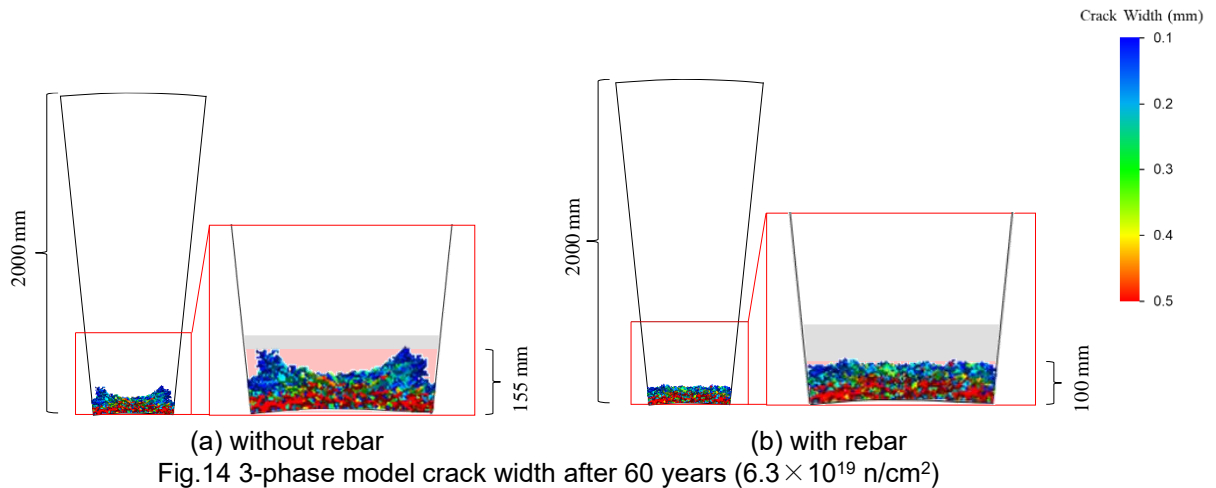 Crack Width (mm)
0.1
0.2
0.3
0.4
0.5
2000 mm
155 mm
2000 mm
100 mm
(a) without rebar
(b) with rebar
Fig.14 3-phase model crack width after 60 years (6.3×10¹⁹ n/cm²)